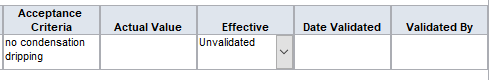 Acceptance
Criteria
Actual Value
Effective
Date Validated
Validated By
no condensation
dripping
Unvalidated